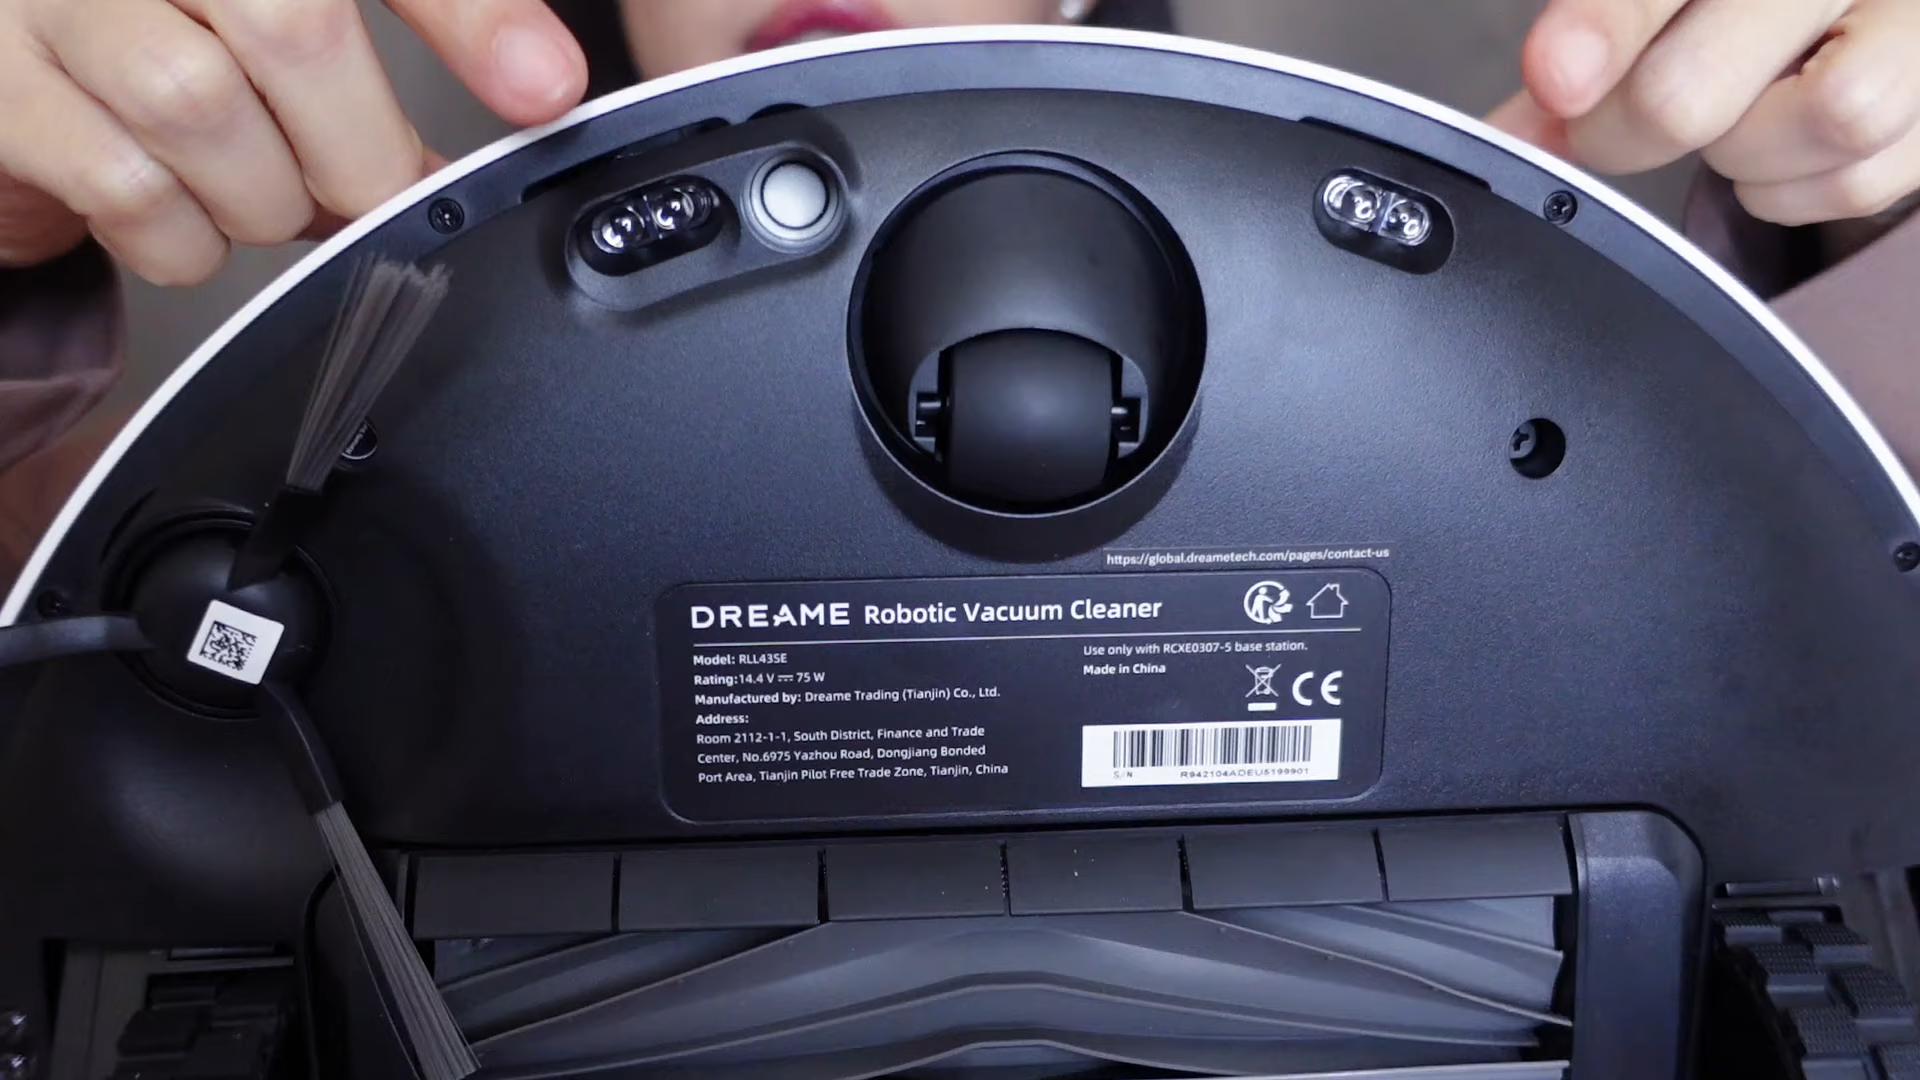 https://global.dreametech.com/pages/contact-us
DREAME Robotic Vacuum Cleaner
Model: RLL43SE
Rating:14.4 V ⎓ 75 W
Manufactured by: Dreame Trading (Tianjin) Co., Ltd.
Address:
Room 2112-1-1, South District, Finance and Trade
Center, No.6975 Yazhou Road, Dongjiang Bonded
Port Area, Tianjin Pilot Free Trade Zone, Tianjin, China
Use only with RCXE0307-5 base station.
Made in China
CE
S/N R942104ADEU5199901